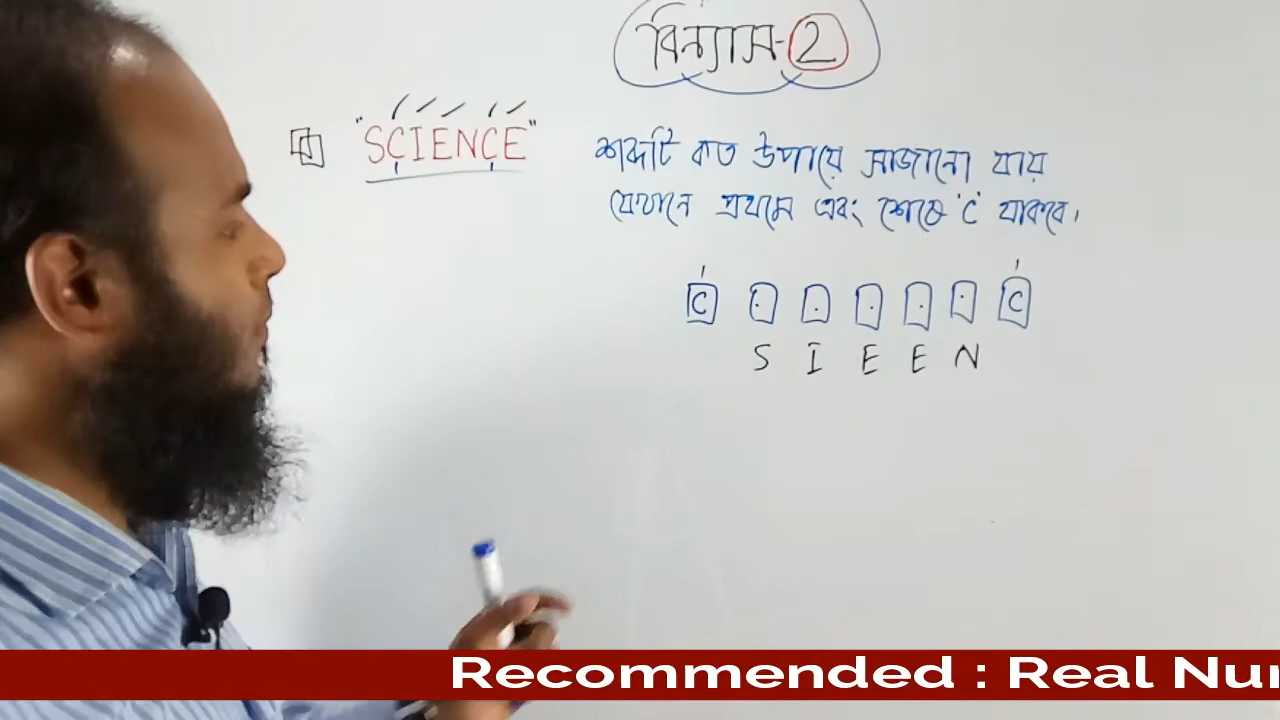 বিন্যাস-2
"SCIENCE" শব্দটি কত উপায়ে সাজানো যায়
যেখানে প্রথমে এবং শেষে 'C' থাকবে।
C C
S I E E N
Recommended : Real Nu